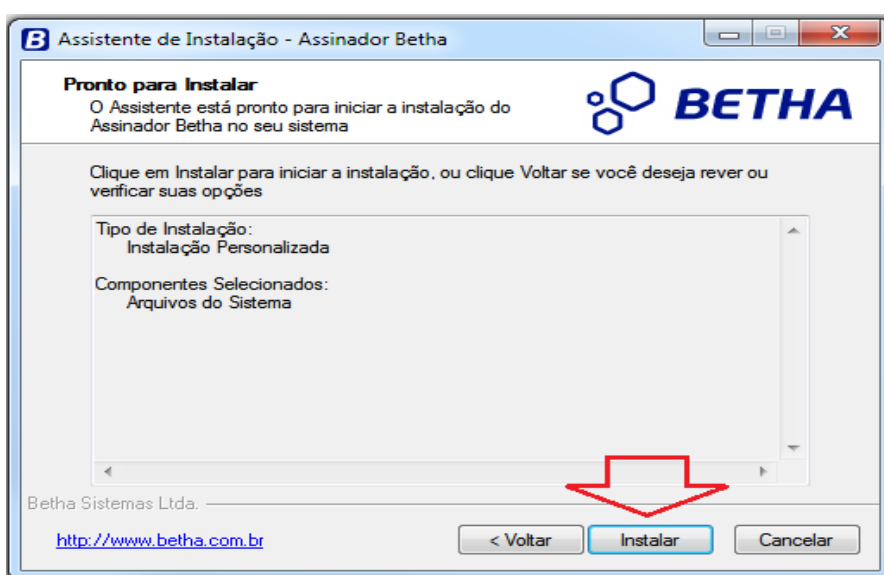 Assistente de Instalação - Assinador Betha
Pronto para Instalar
O Assistente está pronto para iniciar a instalação do
Assinador Betha no seu sistema
BETHA
Clique em Instalar para iniciar a instalação, ou clique Voltar se você deseja rever ou
verificar suas opções
Tipo de Instalação:
Instalação Personalizada
Componentes Selecionados:
Arquivos do Sistema
Betha Sistemas Ltda.
http://www.betha.com.br
< Voltar
Instalar
Cancelar